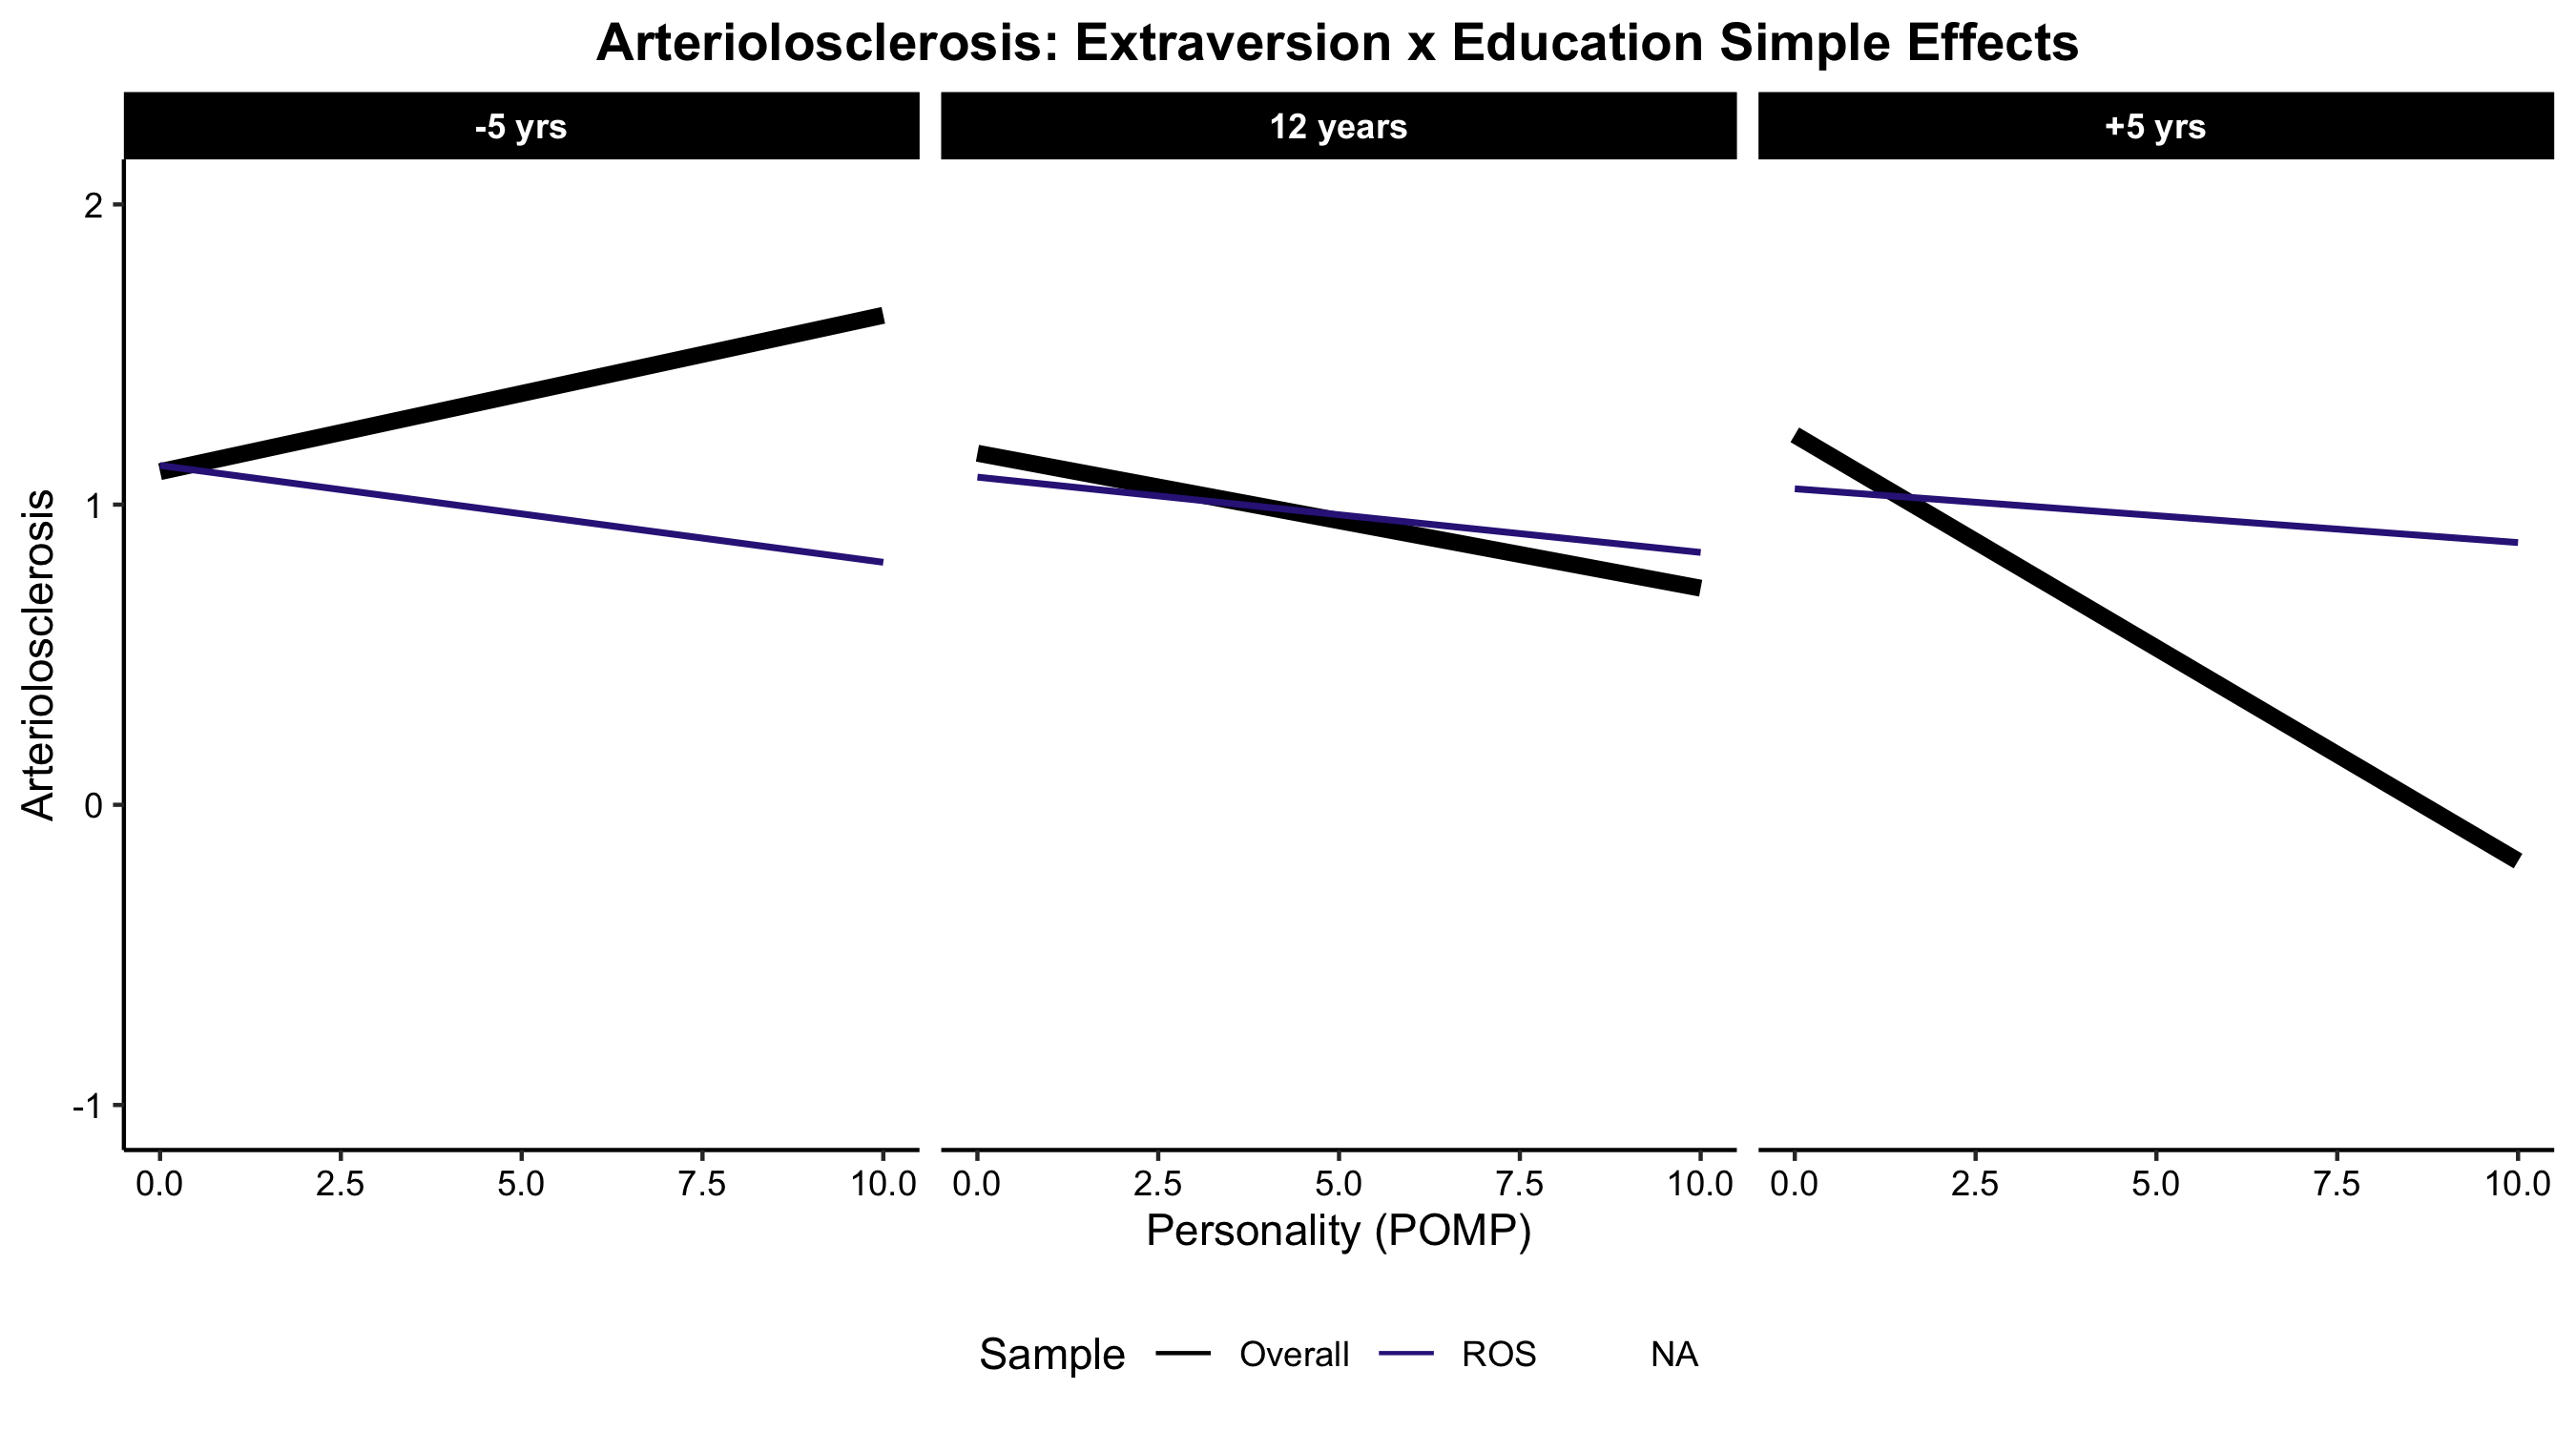 Arteriolosclerosis: Extraversion x Education Simple Effects
-5 yrs 12 years +5 yrs
Arteriolosclerosis
2
1
0
-1
0.0 2.5 5.0 7.5 10.0 0.0 2.5 5.0 7.5 10.0 0.0 2.5 5.0 7.5 10.0
Personality (POMP)
Sample Overall ROS NA